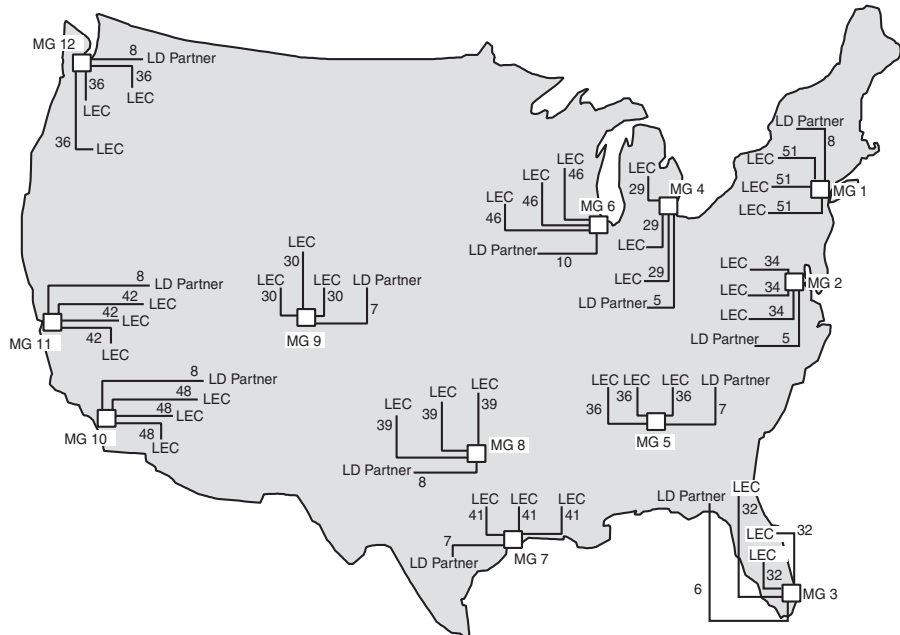 MG 12
8
LD Partner
36
36
LEC
LEC
36
LEC
LD Partner
8
LEC
51
LEC
51
MG 1
LEC
51
LEC
46
LEC
46
LEC
46
MG 6
LD Partner
10
LEC
29
MG 4
29
LEC
LEC
29
LD Partner
5
LEC
34
MG 2
LEC
34
LEC
34
LD Partner
5
LEC
30
LEC
30
LEC
30
LD Partner
7
MG 9
8
LD Partner
42
LEC
42
LEC
42
LEC
MG 11
8
LD Partner
48
LEC
48
LEC
48
LEC
MG 10
LEC
39
LEC
39
LEC
39
MG 8
LD Partner
8
LEC
36
LEC
36
LEC
36
LD Partner
7
MG 5
LEC
41
LEC
41
LEC
41
7
LD Partner
MG 7
LD Partner
LEC
32
LEC
32
LEC
32
6
MG 3